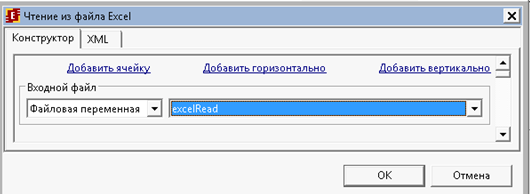 Чтение из файла Excel
Конструктор XML
Добавить ячейку Добавить горизонтально Добавить вертикально
Входной файл
Файловая переменная excelRead
OK Отмена